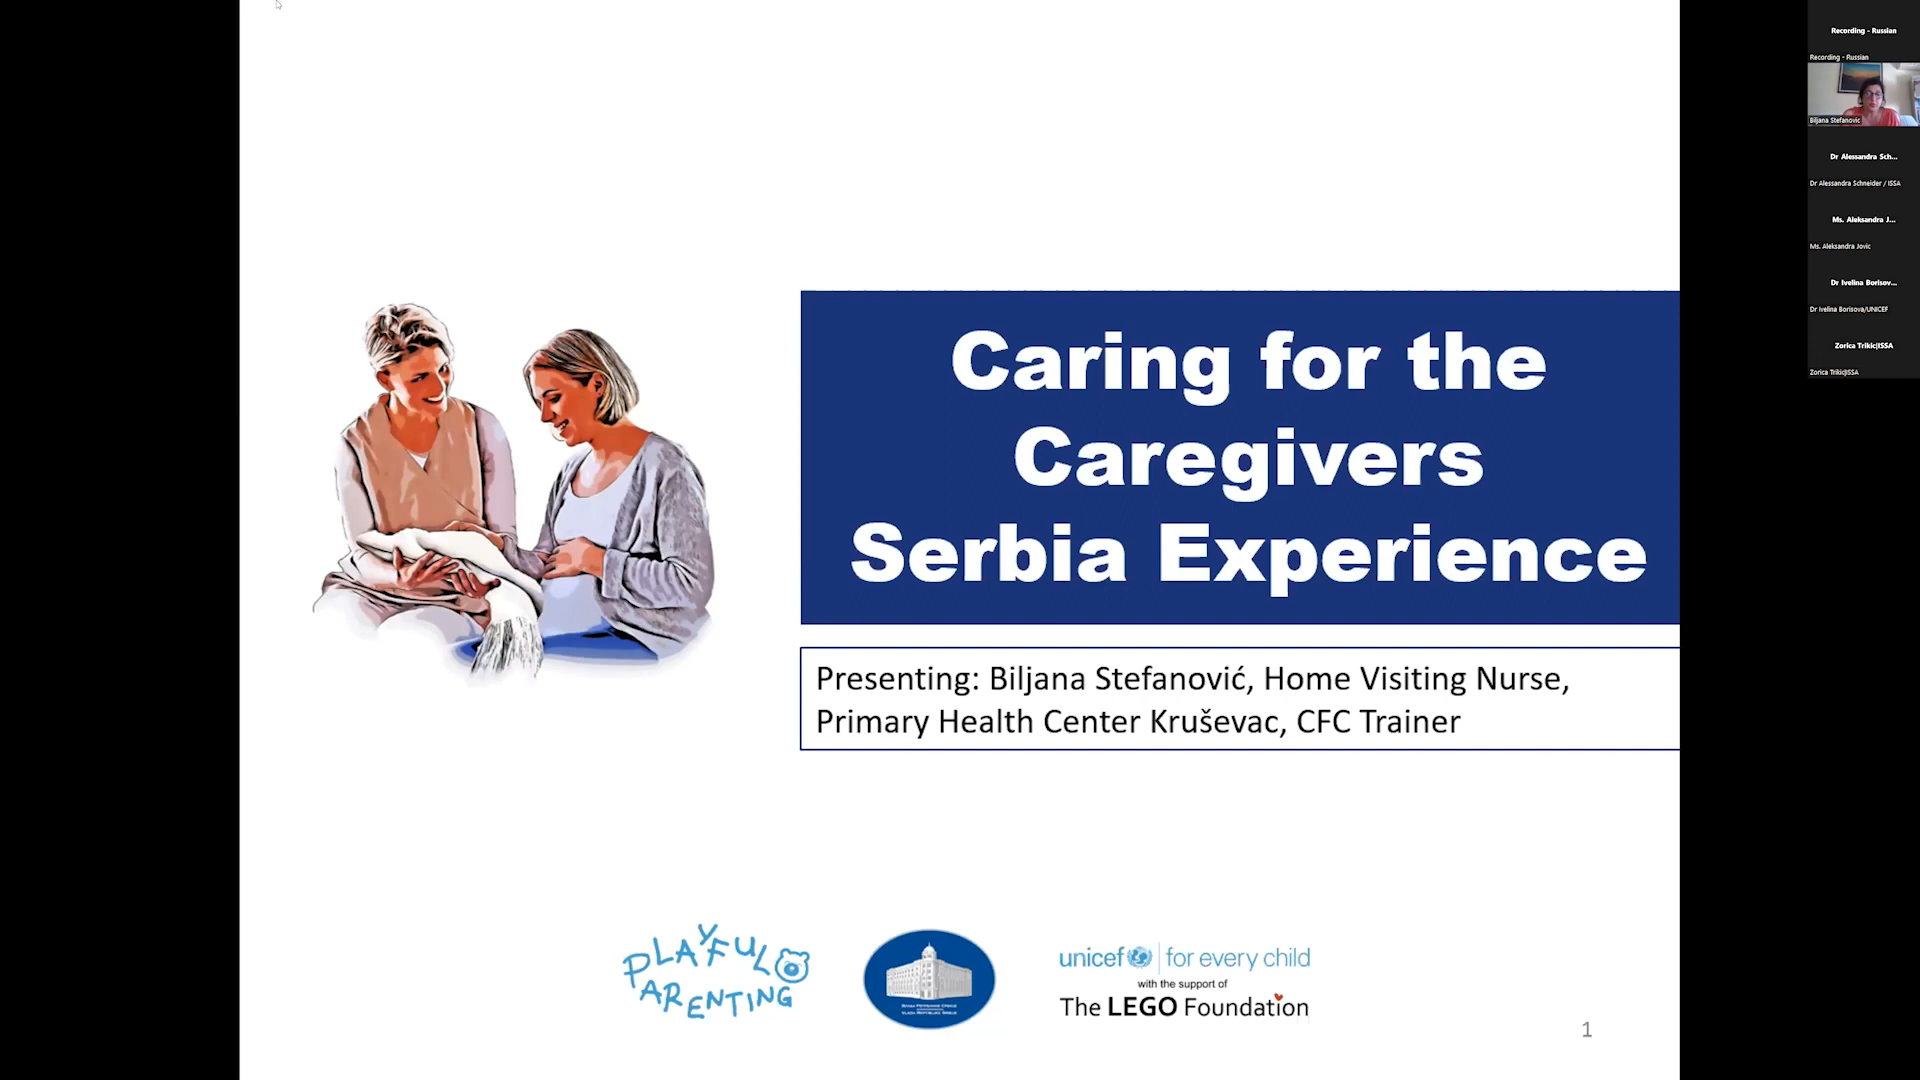 Caring for the
Caregivers
Serbia Experience
Presenting: Biljana Stefanović, Home Visiting Nurse,
Primary Health Center Kruševac, CFC Trainer
PLAYFUL
PARENTING
unicef for every child
with the support of
The LEGO Foundation
1
Recording - Russian
Recording - Russian
Biljana Stefanovic
Dr Alessandra Sch...
Dr Alessandra Schneider / ISSA
Ms. Aleksandra J...
Ms. Aleksandra Jovic
Dr Ivelina Borisov...
Dr Ivelina Borisova/UNICEF
Zorica Trikic|ISSA
Zorica Trikic|ISSA